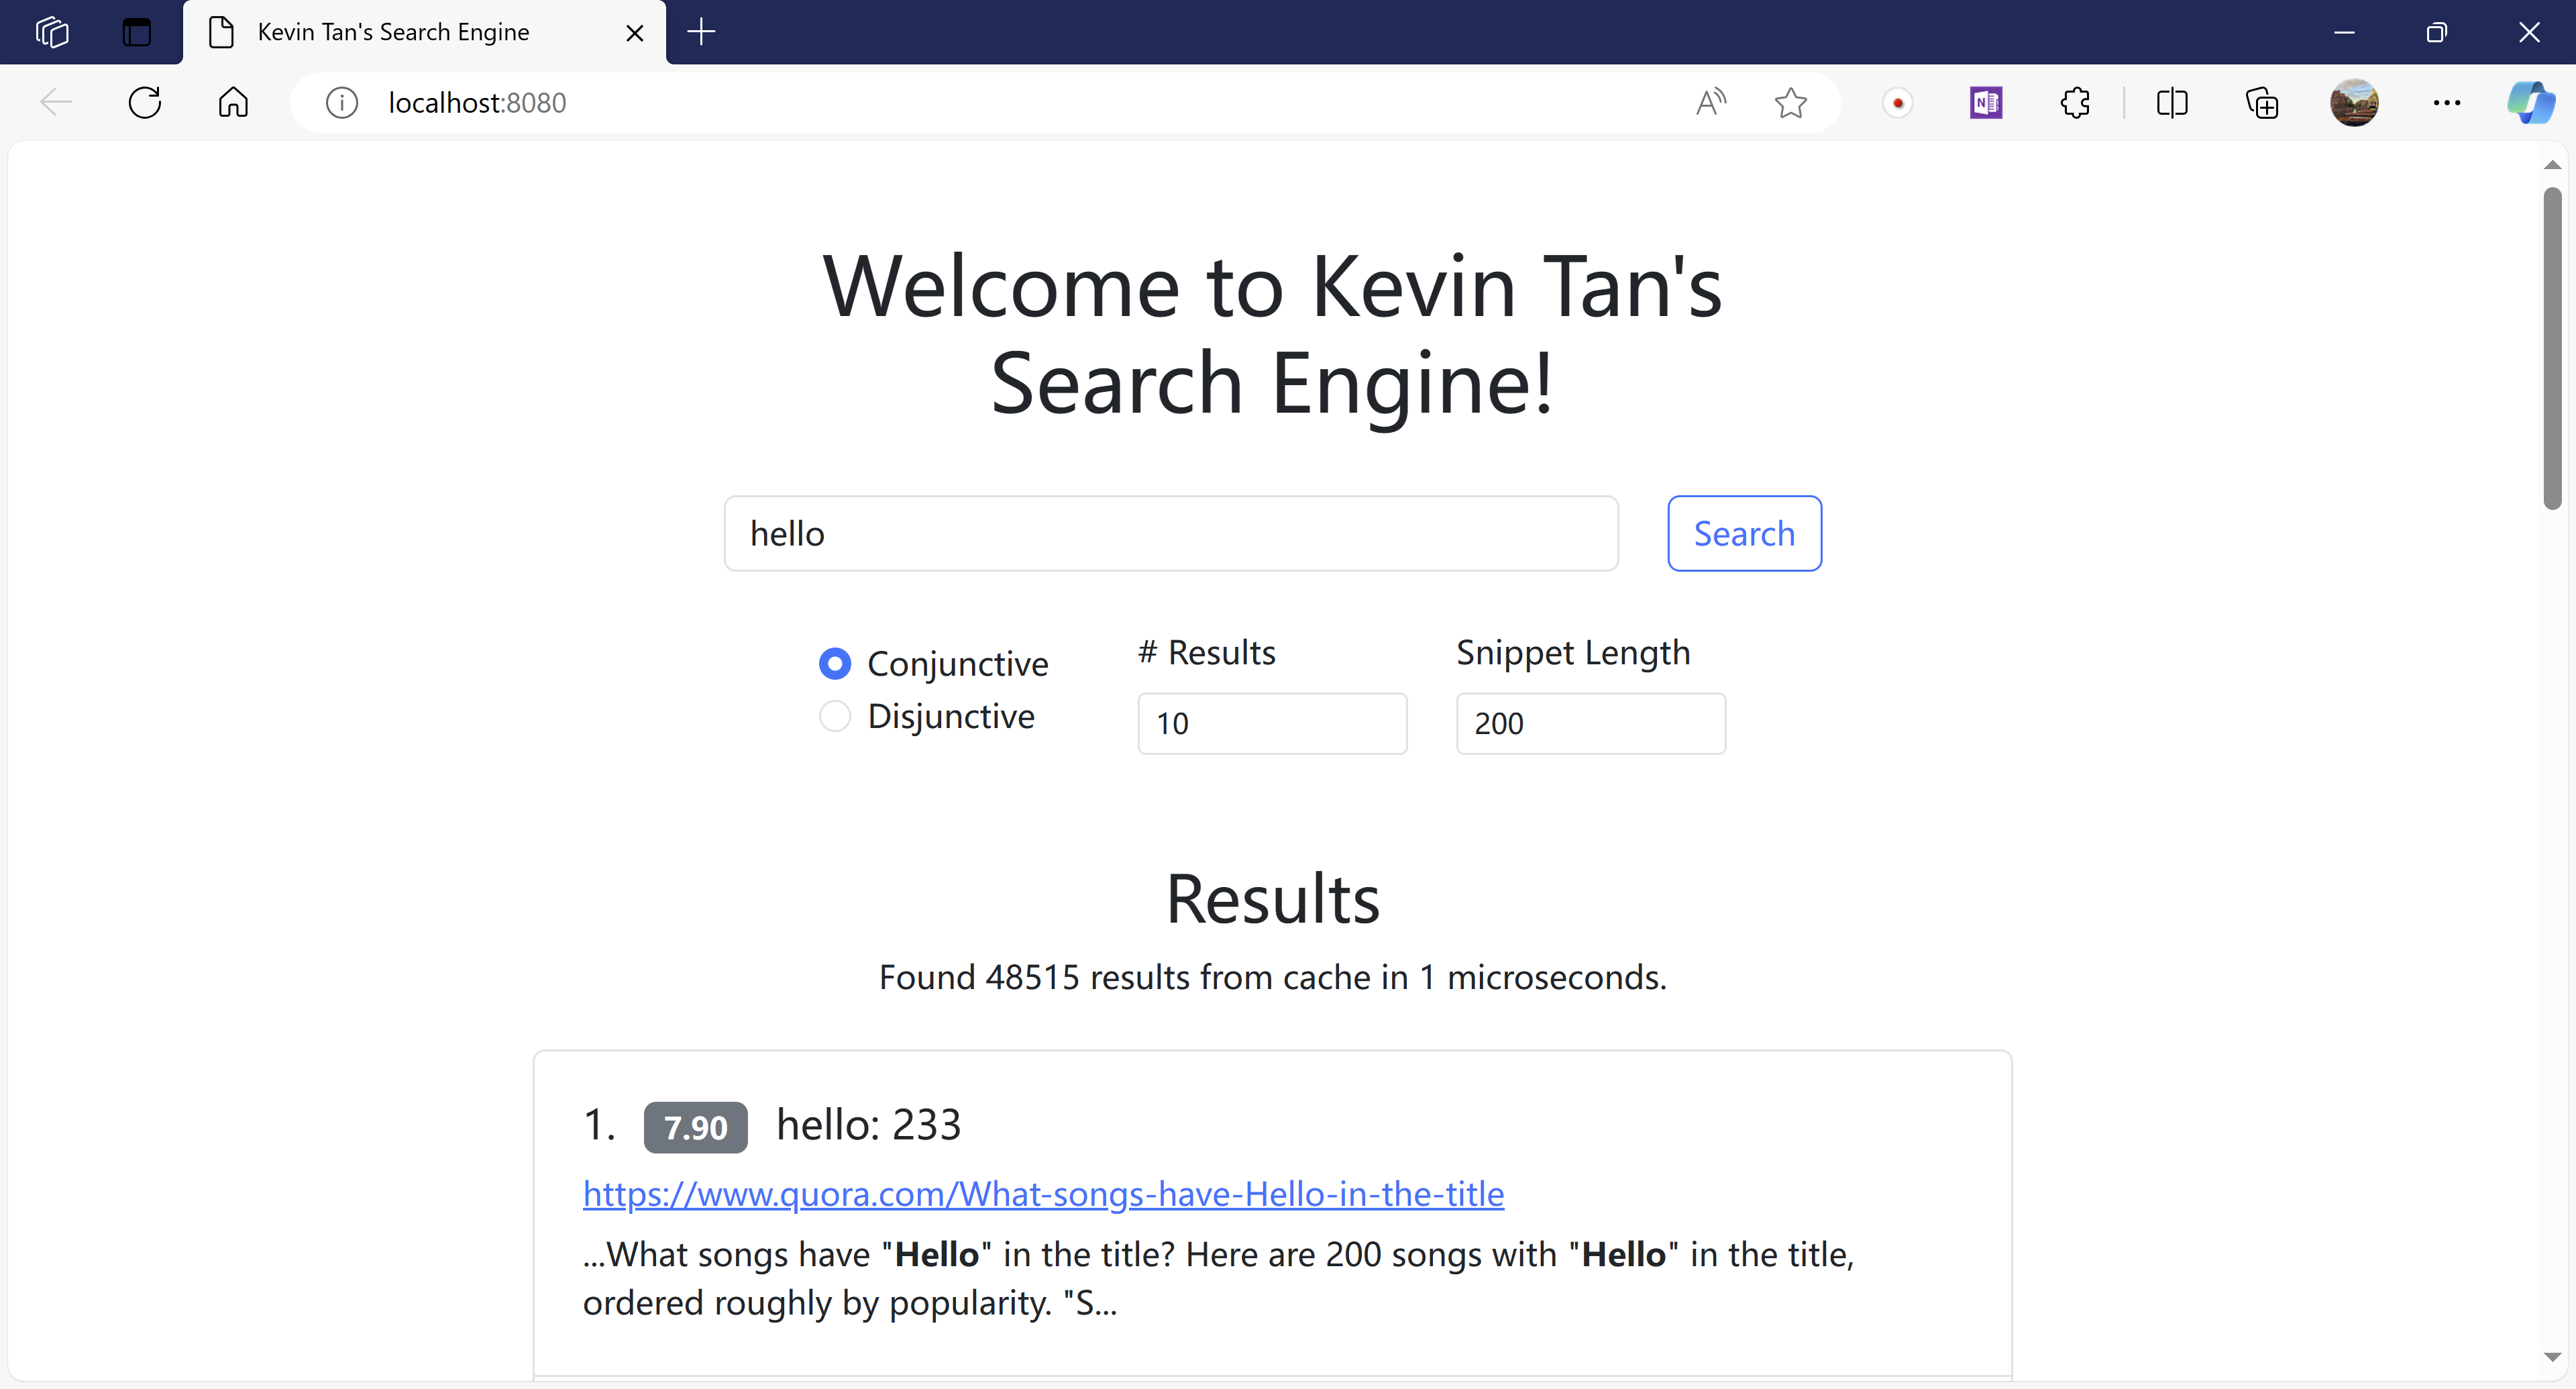 Kevin Tan's Search Engine
localhost:8080
Welcome to Kevin Tan's
Search Engine!
hello
Search
Conjunctive
Disjunctive
# Results
10
Snippet Length
200
Results
Found 48515 results from cache in 1 microseconds.
1. 7.90 hello: 233
https://www.quora.com/What-songs-have-Hello-in-the-title
...What songs have "Hello" in the title? Here are 200 songs with "Hello" in the title,
ordered roughly by popularity. "S...